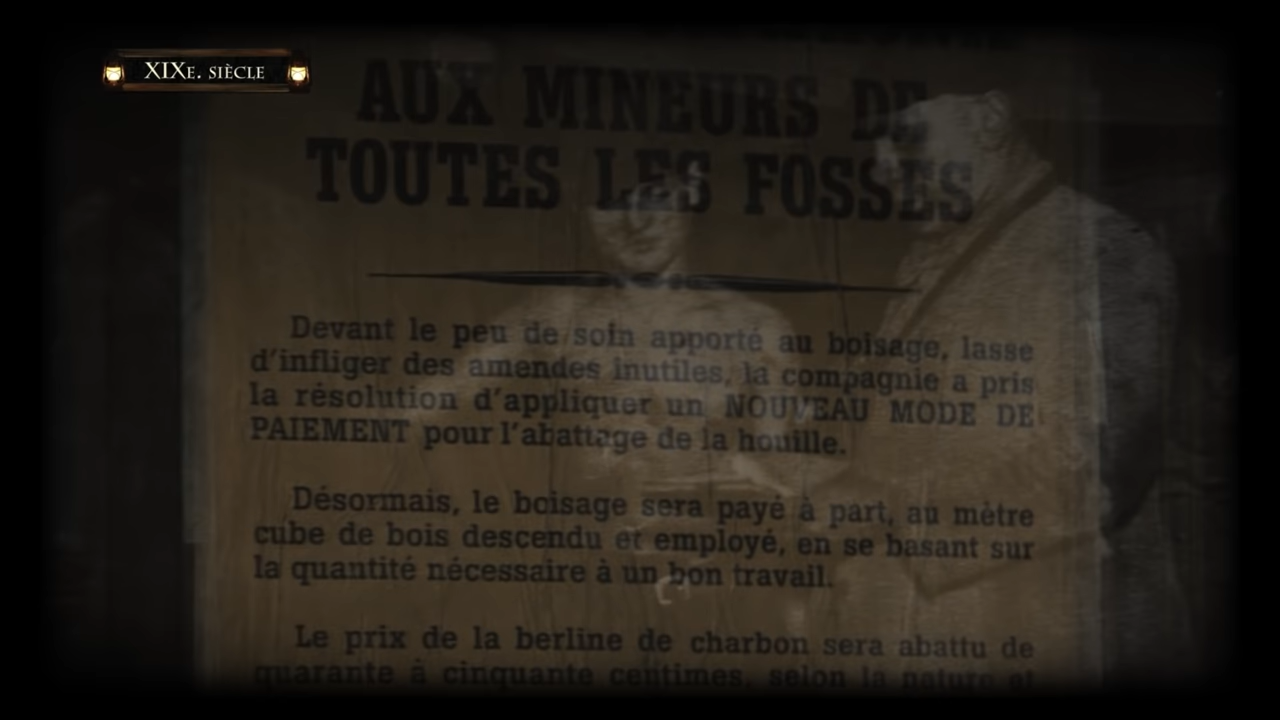 XIXE. SIÈCLE
AUX MINEURS DE
TOUTES LES FOSSES
Devant le peu de soin apporté au boisage, lasse
d'infliger des amendes inutiles, la compagnie a pris
la résolution d'appliquer un NOUVEAU MODE DE
PAIEMENT pour l'abattage de la houille.
Désormais, le boisage sera payé à part, au mètre
cube de bois descendu et employé, en se basant sur
la quantité nécessaire à un bon travail.
Le prix de la berline de charbon sera abattu de
quarante à cinquante centimes, selon la nature et